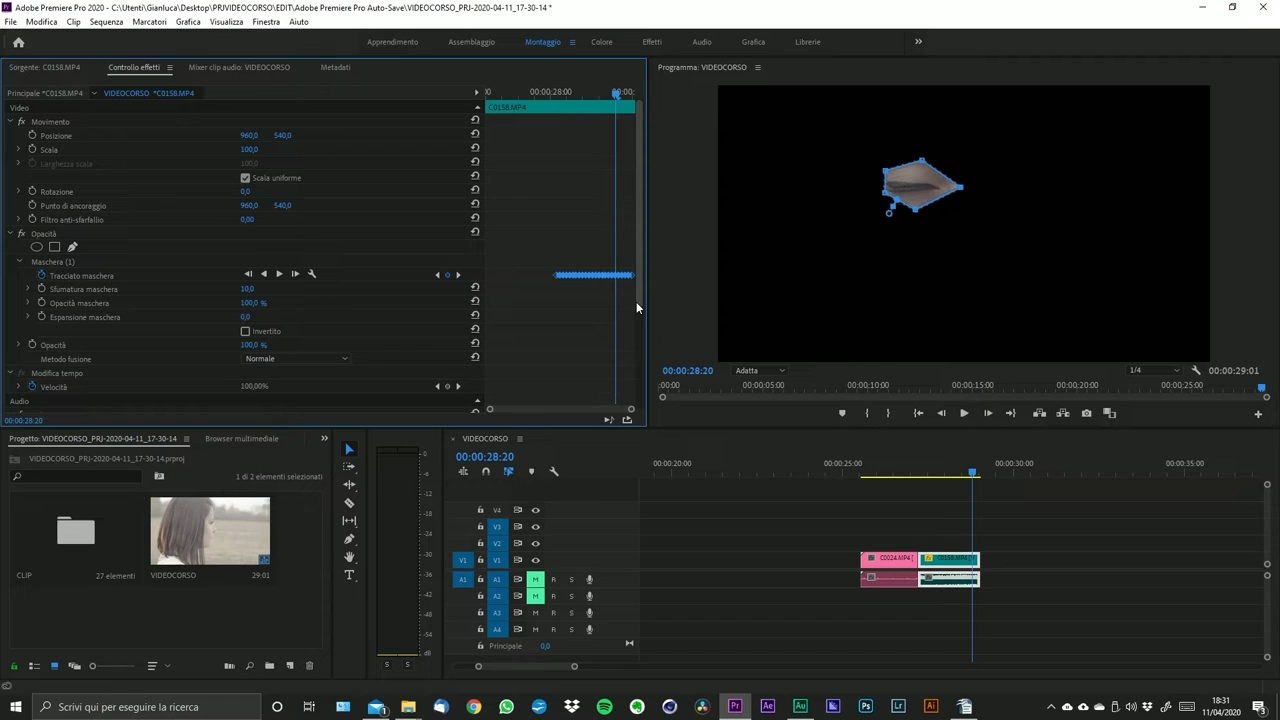 Adobe Premiere Pro 2020 - C:\Utenti\Gianluca\Desktop\PRJVIDEOCORSO\EDIT\Adobe Premiere Pro Auto-Save\VIDEOCORSO_PRJ-2020-04-11_17-30-14 *
File Modifica Clip Sequenza Marcatori Grafica Visualizza Finestra Aiuto
Apprendimento Assemblaggio Montaggio Colore Effetti Audio Grafica Librerie
Sorgente: C0158.MP4 Controllo effetti Mixer clip audio: VIDEOCORSO Metadati
Programma: VIDEOCORSO
Principale *C0158.MP4 VIDEOCORSO *C0158.MP4
00:00:28:00 00:00:
Video
C0158.MP4
fx Movimento
Posizione 960,0 540,0
Scala 100,0
Larghezza scala 100,0
Scala uniforme
Rotazione 0,0
Punto di ancoraggio 960,0 540,0
Filtro anti-sfarfallio 0,00
fx Opacità
Maschera (1)
Tracciato maschera
Sfumatura maschera 10,0
Opacità maschera 100,0 %
Espansione maschera 0,0
Invertito
Opacità 100,0 %
Metodo fusione Normale
fx Modifica tempo
Velocità 100,00%
Audio
00:00:28:20
00:00:28:20 Adatta 1/4 00:00:29:01
:00:00 00:00:05:00 00:00:10:00 00:00:15:00 00:00:20:00 00:00:25:00
Progetto: VIDEOCORSO_PRJ-2020-04-11_17-30-14 Browser multimediale
VIDEOCORSO_PRJ-2020-04-11_17-30-14.prproj
1 di 2 elementi selezionati
CLIP 27 elementi
VIDEOCORSO 29:01
0
-6
-12
-18
-24
-30
-36
-42
-48
-54
dB
S S
VIDEOCORSO
00:00:28:20
00:00:20:00 00:00:25:00 00:00:30:00 00:00:35:00
V4
V3
V2
V1 V1
C0024.MP4 [ C0158.MP4
A1 A1 M R S
A2 M R S
A3 M R S
A4 M R S
Principale 0,0
Scrivi qui per eseguire la ricerca
Pr Ae Au Ps Lr Ai
18:31
11/04/2020